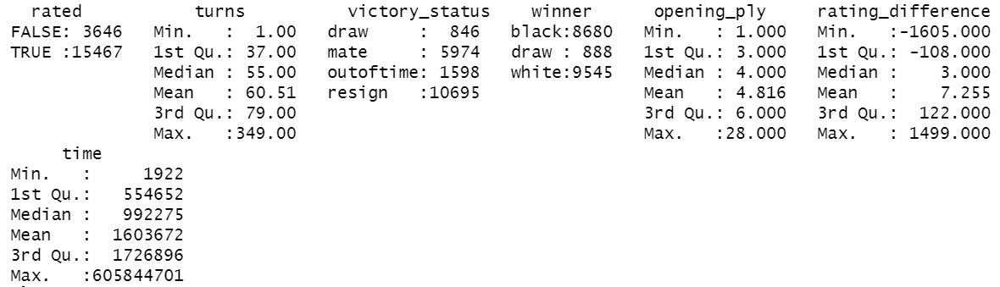 rated            turns          victory_status    winner      opening_ply     rating_difference
FALSE: 3646   Min.   :  1.00   draw     :  846   black:8680   Min.   : 1.000   Min.   :-1605.000
TRUE :15467   1st Qu.: 37.00   mate     : 5974   draw : 888   1st Qu.: 3.000   1st Qu.: -108.000
              Median : 55.00   outoftime: 1598   white:9545   Median : 4.000   Median :    3.000
              Mean   : 60.51   resign   :10695                Mean   : 4.816   Mean   :    7.255
              3rd Qu.: 79.00                                  3rd Qu.: 6.000   3rd Qu.:  122.000
              Max.   :349.00                                  Max.   :28.000   Max.   : 1499.000
     time
Min.   :     1922
1st Qu.:   554652
Median :   992275
Mean   :  1603672
3rd Qu.:  1726896
Max.   :605844701